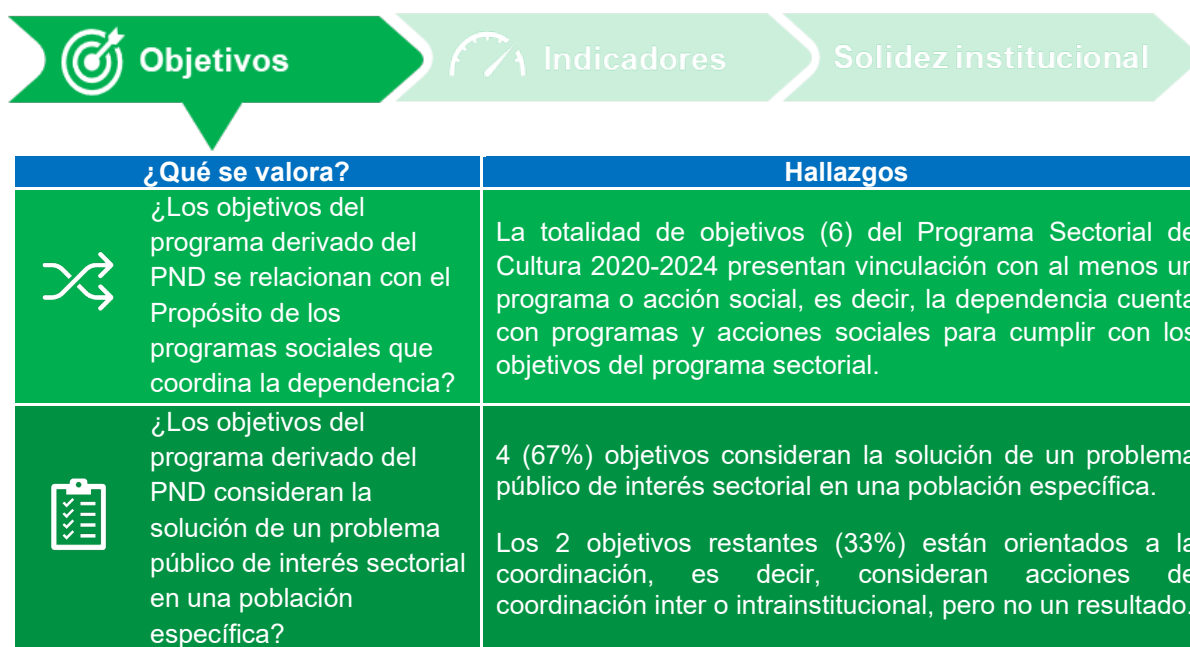 Objetivos
Indicadores
Solidez institucional
¿Qué se valora?
Hallazgos
¿Los objetivos del
programa derivado del
PND se relacionan con el
Propósito de los
programas sociales que
coordina la dependencia?
La totalidad de objetivos (6) del Programa Sectorial de
Cultura 2020-2024 presentan vinculación con al menos un
programa o acción social, es decir, la dependencia cuenta
con programas y acciones sociales para cumplir con los
objetivos del programa sectorial.
¿Los objetivos del
programa derivado del
PND consideran la
solución de un problema
público de interés sectorial
en una población
específica?
4 (67%) objetivos consideran la solución de un problema
público de interés sectorial en una población específica.
Los 2 objetivos restantes (33%) están orientados a la
coordinación, es decir, consideran acciones de
coordinación inter o intrainstitucional, pero no un resultado.